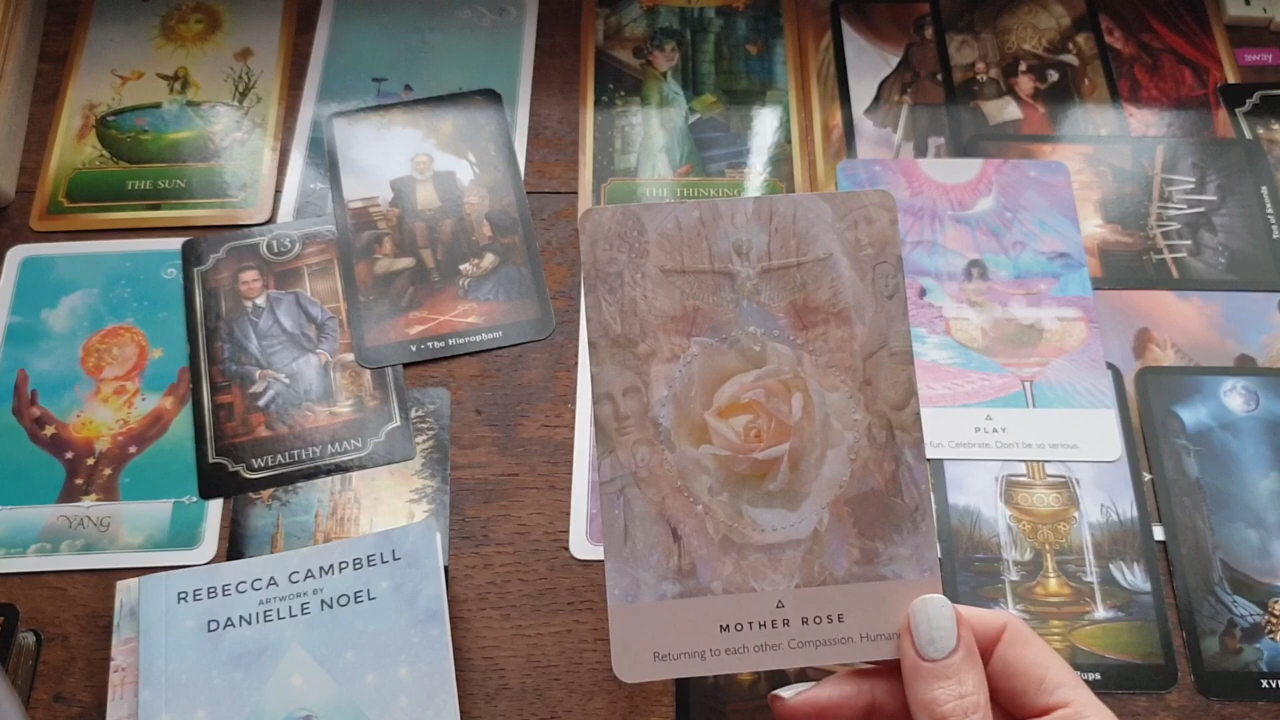 THE SUN
THE THINKING
13
WEALTHY MAN
V • The Hierophant
YANG
REBECCA CAMPBELL
ARTWORK BY
DANIELLE NOEL
MOTHER ROSE
Returning to each other. Compassion. Human
PLAY
fun. Celebrate. Don't be so serious.
Ten of Swords